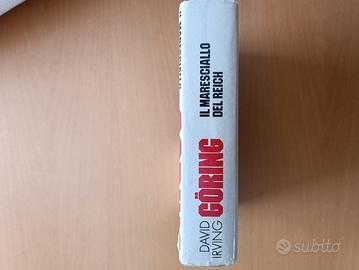 DAVID
IRVING
GÖRING
IL MARESCIALLO
DEL REICH
subito